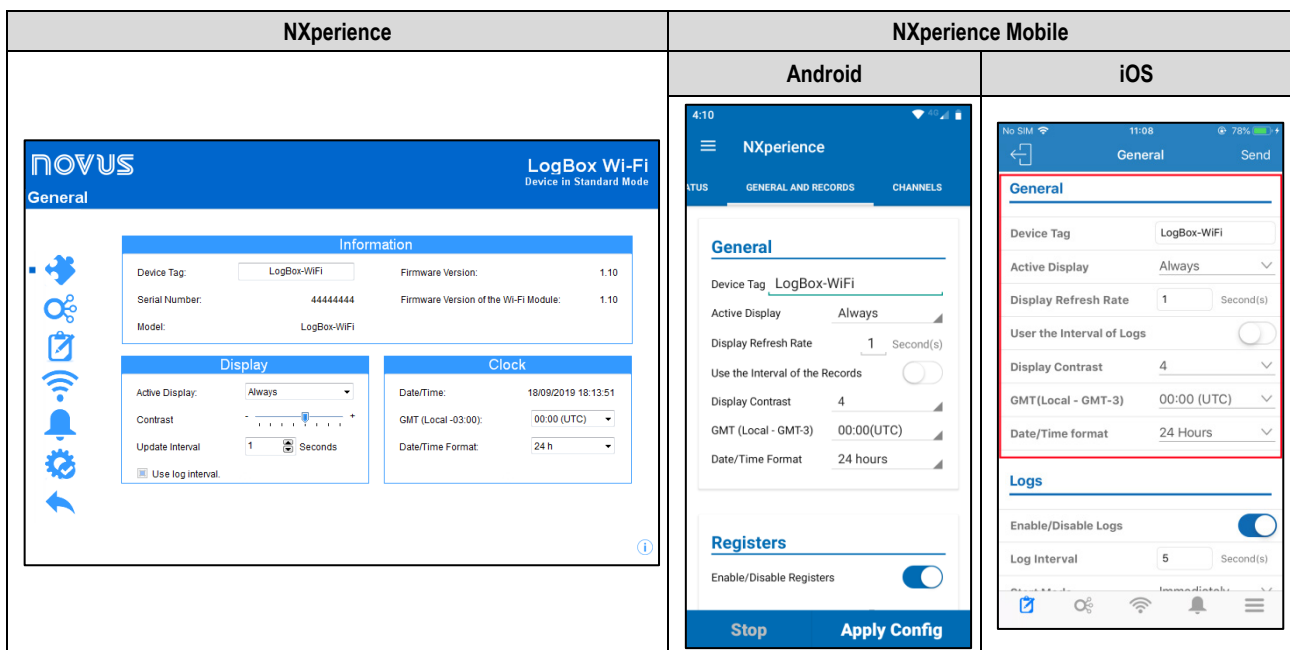 NXperience
NXperience Mobile
Android
iOS
NOVUS
LogBox Wi-Fi
Device in Standard Mode
General
Information
Device Tag: LogBox-WiFi Firmware Version: 1.10
Serial Number: 44444444 Firmware Version of the Wi-Fi Module: 1.10
Model: LogBox-WiFi
Display
Active Display: Always
Contrast - +
Update Interval 1 Seconds
Use log interval.
Clock
Date/Time: 18/09/2019 18:13:51
GMT (Local -03:00): 00:00 (UTC)
Date/Time Format: 24 h
i
4:10 4G
NXperience
ATUS GENERAL AND RECORDS CHANNELS
General
Device Tag LogBox-WiFi
Active Display Always
Display Refresh Rate 1 Second(s)
Use the Interval of the Records
Display Contrast 4
GMT (Local - GMT-3) 00:00(UTC)
Date/Time Format 24 hours
Registers
Enable/Disable Registers
Stop Apply Config
No SIM 11:08 78%
General Send
General
Device Tag LogBox-WiFi
Active Display Always
Display Refresh Rate 1 Second(s)
User the Interval of Logs
Display Contrast 4
GMT(Local - GMT-3) 00:00 (UTC)
Date/Time format 24 Hours
Logs
Enable/Disable Logs
Log Interval 5 Second(s)